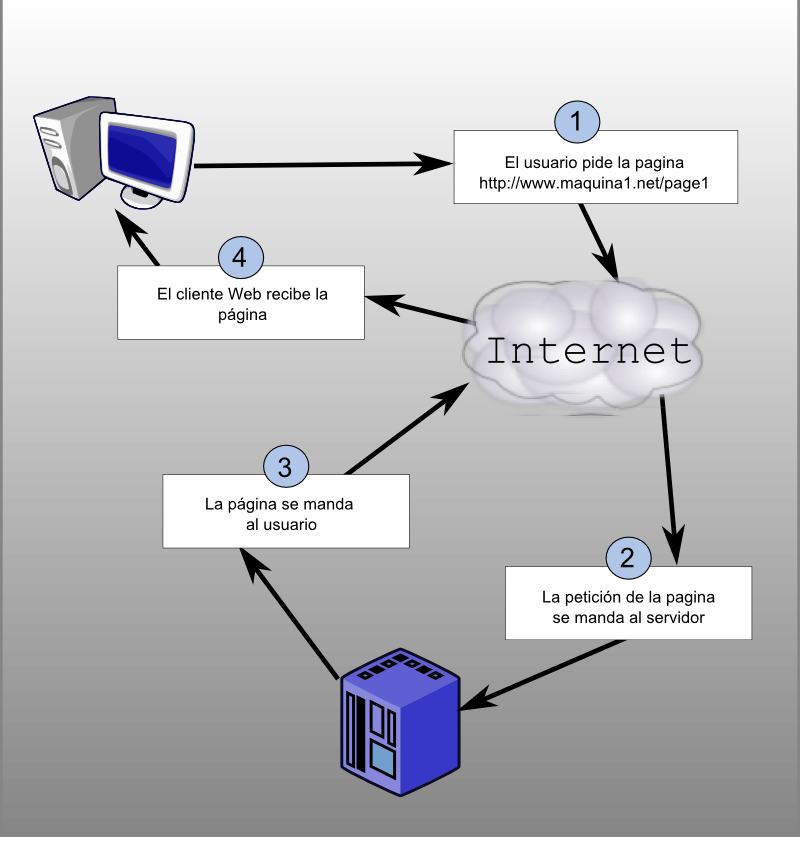 1
El usuario pide la pagina
http://www.maquina1.net/page1
4
El cliente Web recibe la
página
Internet
3
La página se manda
al usuario
2
La petición de la pagina
se manda al servidor